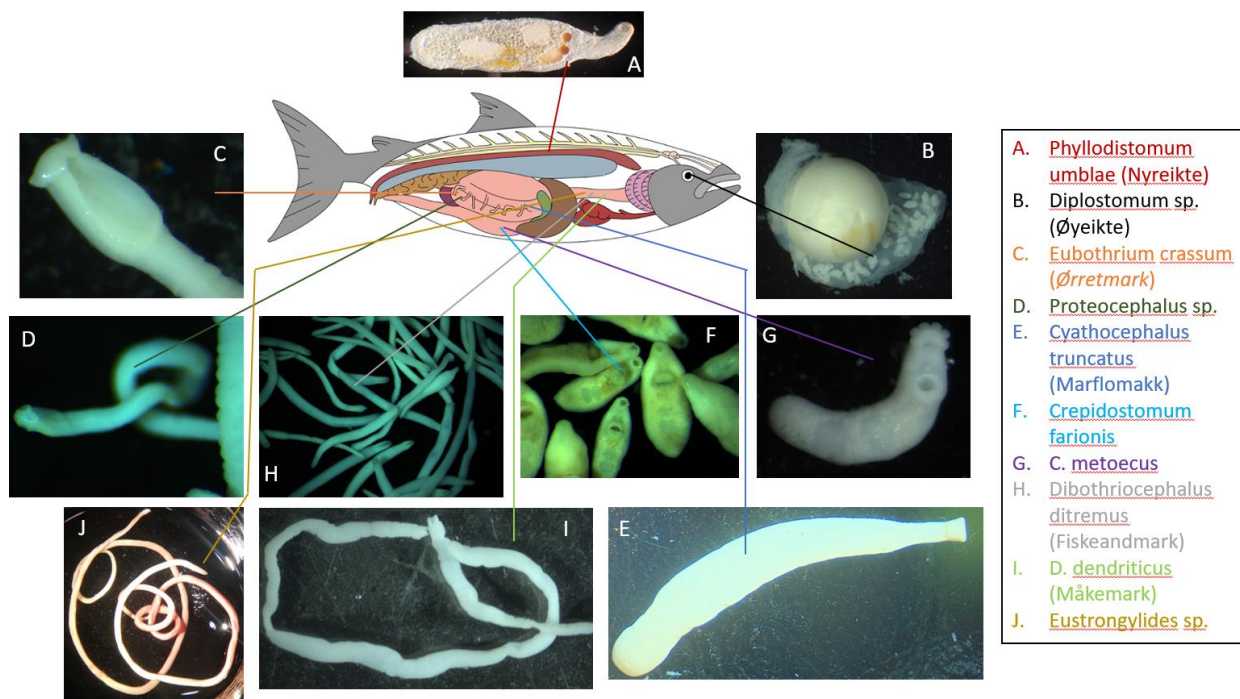 A
C
B
D
H
F
G
J
I
E
A. Phyllodistomum
umblae (Nyreikte)
B. Diplostomum sp.
(Øyeikte)
C. Eubothrium crassum
(Ørretmark)
D. Proteocephalus sp.
E. Cyathocephalus
truncatus
(Marflomakk)
F. Crepidostomum
farionis
G. C. metoecus
H. Dibothriocephalus
ditremus
(Fiskeandmark)
I. D. dendriticus
(Måkemark)
J. Eustrongylides sp.